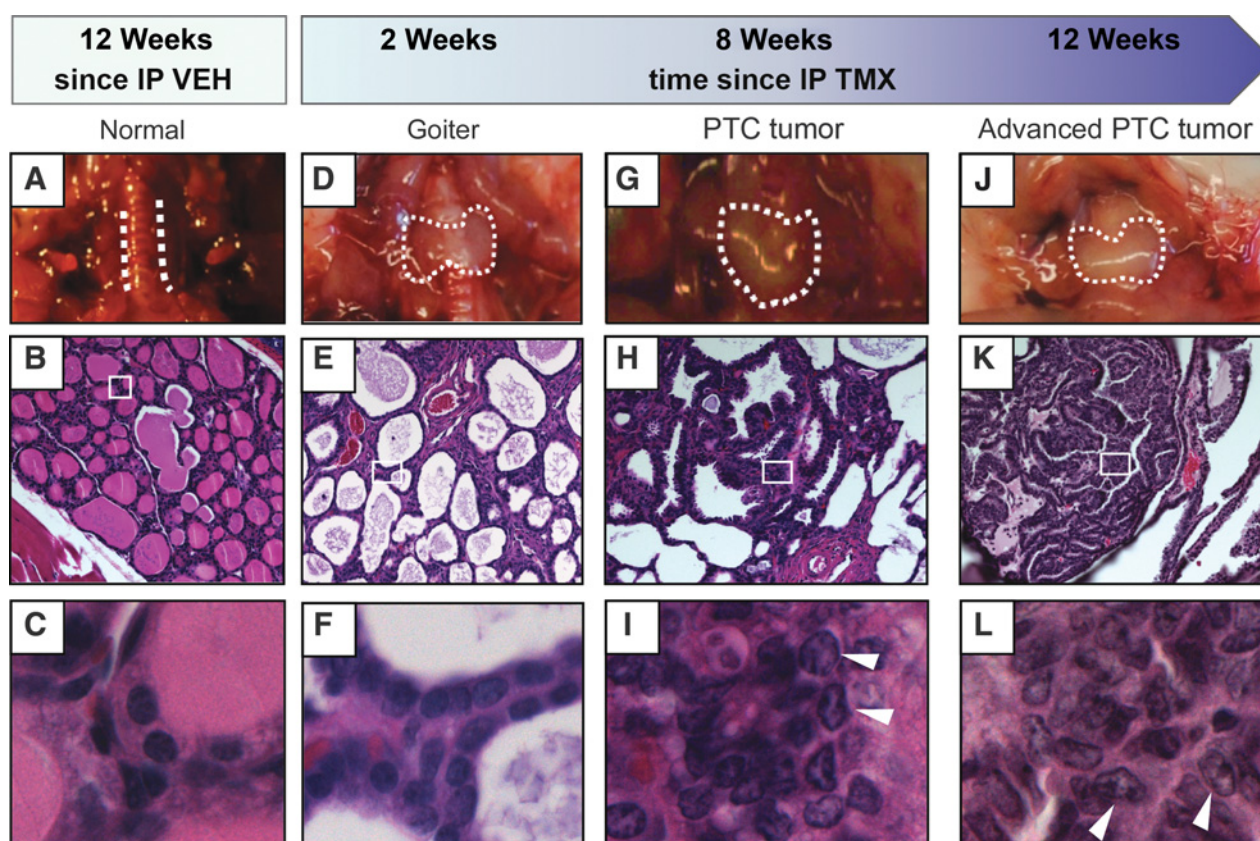 12 Weeks
since IP VEH
2 Weeks
8 Weeks
12 Weeks
time since IP TMX
Normal
Goiter
PTC tumor
Advanced PTC tumor
A
D
G
J
B
E
H
K
C
F
I
L